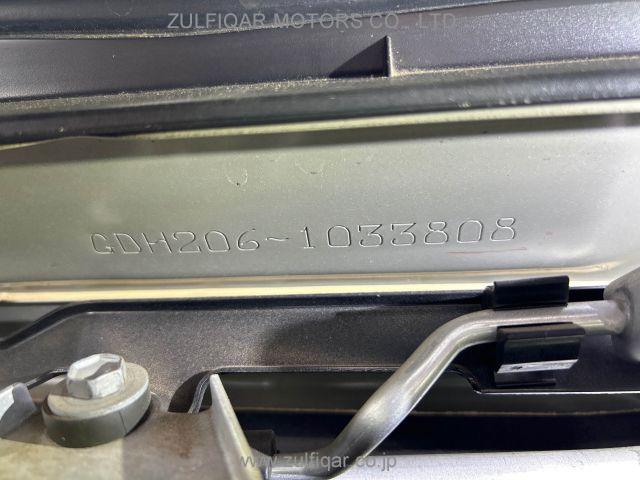 ZULFIQAR MOTORS CO., LTD.
GDH206-1033808
www.zulfiqar.co.jp